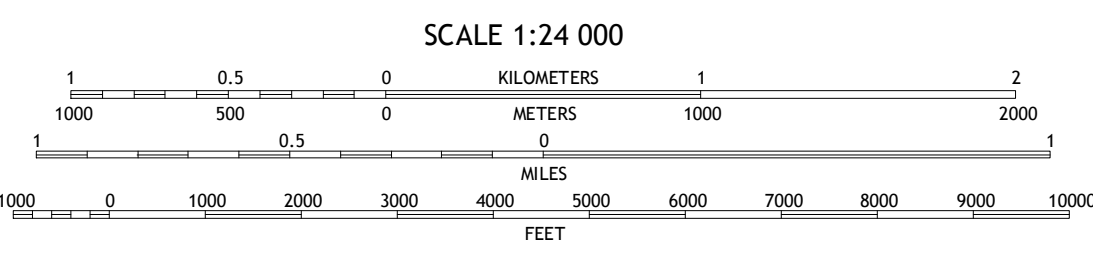 SCALE 1:24 000
1 0.5 0 KILOMETERS 1 2
1000 500 0 METERS 1000 2000
1 0.5 0 1
MILES
1000 0 1000 2000 3000 4000 5000 6000 7000 8000 9000 10000
FEET